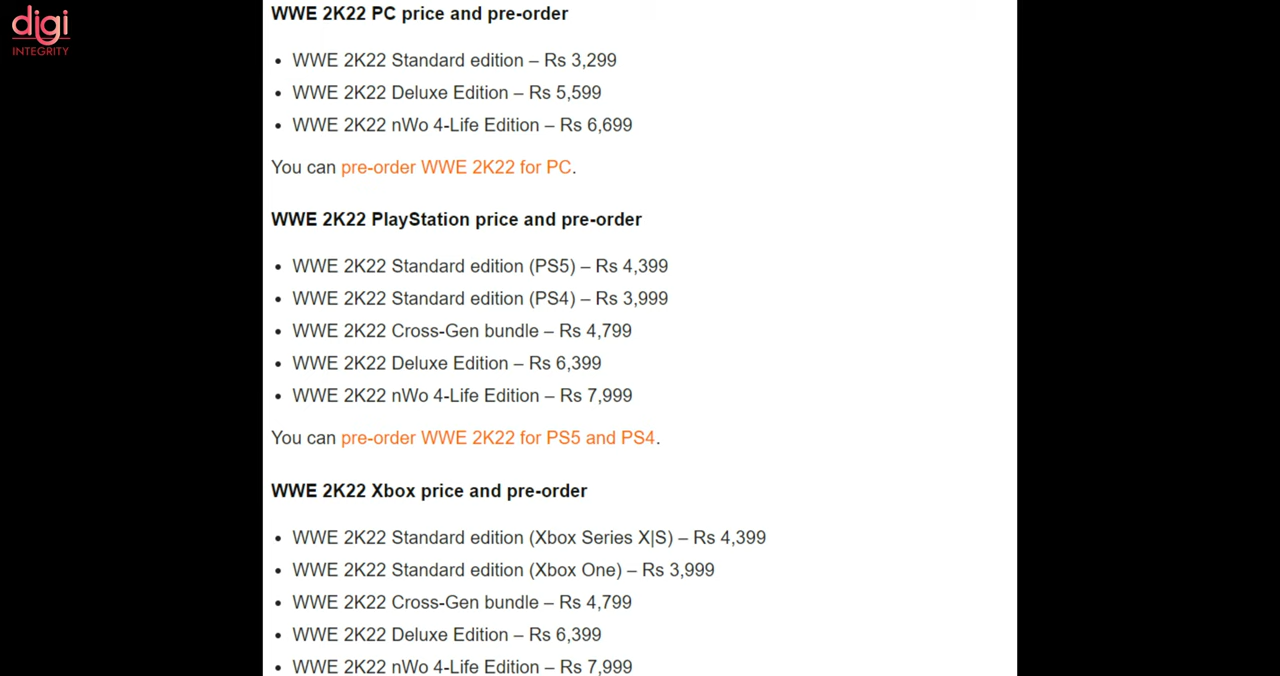 digi
INTEGRITY
WWE 2K22 PC price and pre-order
• WWE 2K22 Standard edition – Rs 3,299
• WWE 2K22 Deluxe Edition – Rs 5,599
• WWE 2K22 nWo 4-Life Edition – Rs 6,699
You can pre-order WWE 2K22 for PC.
WWE 2K22 PlayStation price and pre-order
• WWE 2K22 Standard edition (PS5) – Rs 4,399
• WWE 2K22 Standard edition (PS4) – Rs 3,999
• WWE 2K22 Cross-Gen bundle – Rs 4,799
• WWE 2K22 Deluxe Edition – Rs 6,399
• WWE 2K22 nWo 4-Life Edition – Rs 7,999
You can pre-order WWE 2K22 for PS5 and PS4.
WWE 2K22 Xbox price and pre-order
• WWE 2K22 Standard edition (Xbox Series X|S) – Rs 4,399
• WWE 2K22 Standard edition (Xbox One) – Rs 3,999
• WWE 2K22 Cross-Gen bundle – Rs 4,799
• WWE 2K22 Deluxe Edition – Rs 6,399
• WWE 2K22 nWo 4-Life Edition – Rs 7,999